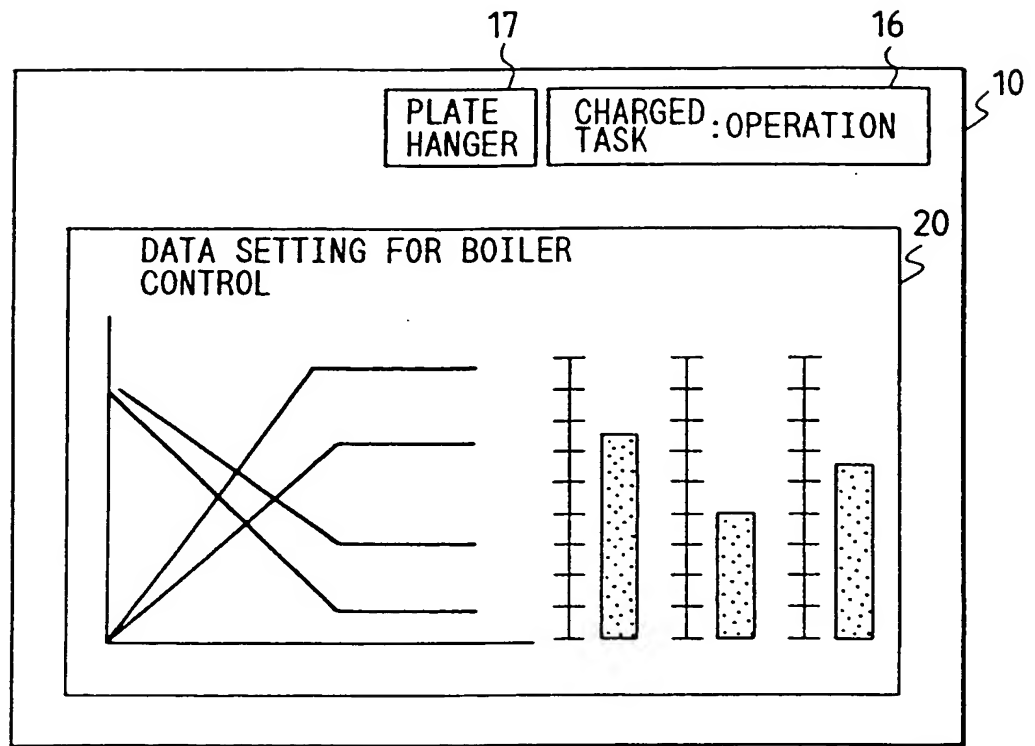 17
16
10
PLATE
HANGER
CHARGED
TASK :OPERATION
20
DATA SETTING FOR BOILER
CONTROL